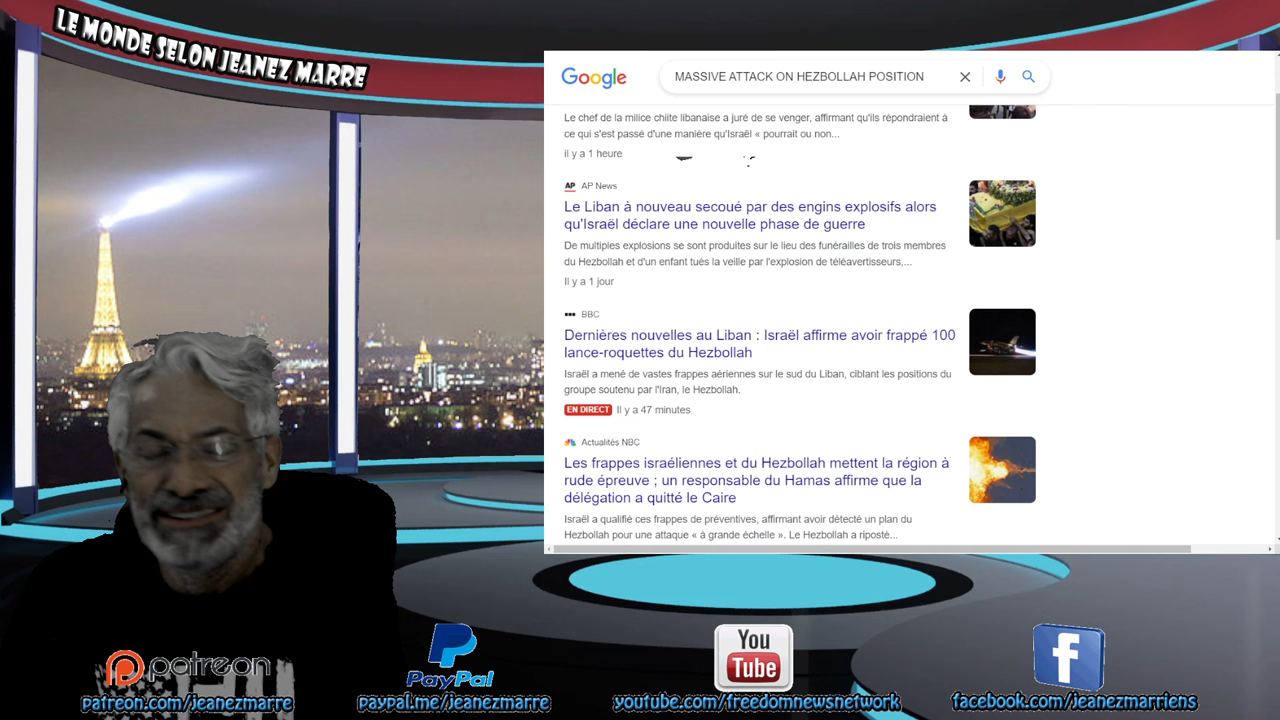 LE MONDE SELON JEANEZ MARRE
Google
MASSIVE ATTACK ON HEZBOLLAH POSITION
Le chef de la milice chiite libanaise a juré de se venger, affirmant qu'ils répondraient à
ce qui s'est passé d'une manière qu'Israël « pourrait ou non...
il y a 1 heure
AP AP News
Le Liban à nouveau secoué par des engins explosifs alors
qu'Israël déclare une nouvelle phase de guerre
De multiples explosions se sont produites sur le lieu des funérailles de trois membres
du Hezbollah et d'un enfant tués la veille par l'explosion de téléavertisseurs,...
Il y a 1 jour
BBC
Dernières nouvelles au Liban : Israël affirme avoir frappé 100
lance-roquettes du Hezbollah
Israël a mené de vastes frappes aériennes sur le sud du Liban, ciblant les positions du
groupe soutenu par l'Iran, le Hezbollah.
EN DIRECT Il y a 47 minutes
Actualités NBC
Les frappes israéliennes et du Hezbollah mettent la région à
rude épreuve ; un responsable du Hamas affirme que la
délégation a quitté le Caire
Israël a qualifié ces frappes de préventives, affirmant avoir détecté un plan du
Hezbollah pour une attaque « à grande échelle ». Le Hezbollah a riposté...
patreon
PayPal
You
Tube
patreon.com/jeanezmarre
paypal.me/jeanezmarre
youtube.com/freedomnewsnetwork
facebook.com/jeanezmarriens